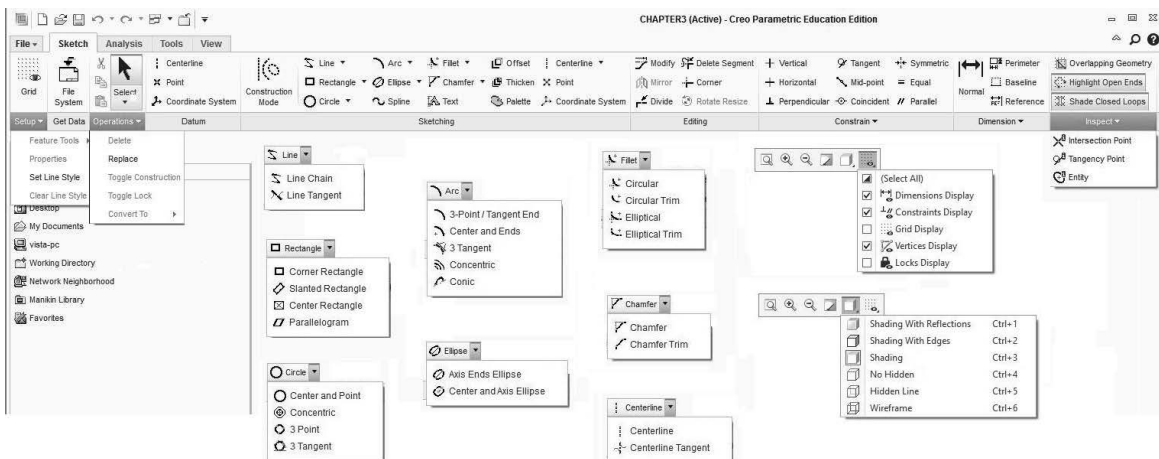 CHAPTER3 (Active) - Creo Parametric Education Edition
File Sketch Analysis Tools View
Grid
File System
Select
Centerline
Point
Coordinate System
Construction Mode
Line Arc Fillet Offset Centerline
Rectangle Ellipse Chamfer Thicken Point
Circle Spline Text Palette Coordinate System
Modify Delete Segment
Mirror Corner
Divide Rotate Resize
Vertical Tangent Symmetric
Horizontal Mid-point Equal
Perpendicular Coincident Parallel
Normal
Perimeter
Baseline
Reference
Overlapping Geometry
Highlight Open Ends
Shade Closed Loops
Setup Get Data Operations Datum Sketching Editing Constrain Dimension Inspect
Feature Tools
Properties
Set Line Style
Clear Line Style
Delete
Replace
Toggle Construction
Toggle Lock
Convert To
Desktop
My Documents
vista-pc
Working Directory
Network Neighborhood
Manikin Library
Favorites
Line
Line Chain
Line Tangent
Rectangle
Corner Rectangle
Slanted Rectangle
Center Rectangle
Parallelogram
Circle
Center and Point
Concentric
3 Point
3 Tangent
Arc
3-Point / Tangent End
Center and Ends
3 Tangent
Concentric
Conic
Ellipse
Axis Ends Ellipse
Center and Axis Ellipse
Fillet
Circular
Circular Trim
Elliptical
Elliptical Trim
Chamfer
Chamfer
Chamfer Trim
Centerline
Centerline
Centerline Tangent
(Select All)
Dimensions Display
Constraints Display
Grid Display
Vertices Display
Locks Display
Shading With Reflections Ctrl+1
Shading With Edges Ctrl+2
Shading Ctrl+3
No Hidden Ctrl+4
Hidden Line Ctrl+5
Wireframe Ctrl+6
Intersection Point
Tangency Point
Entity